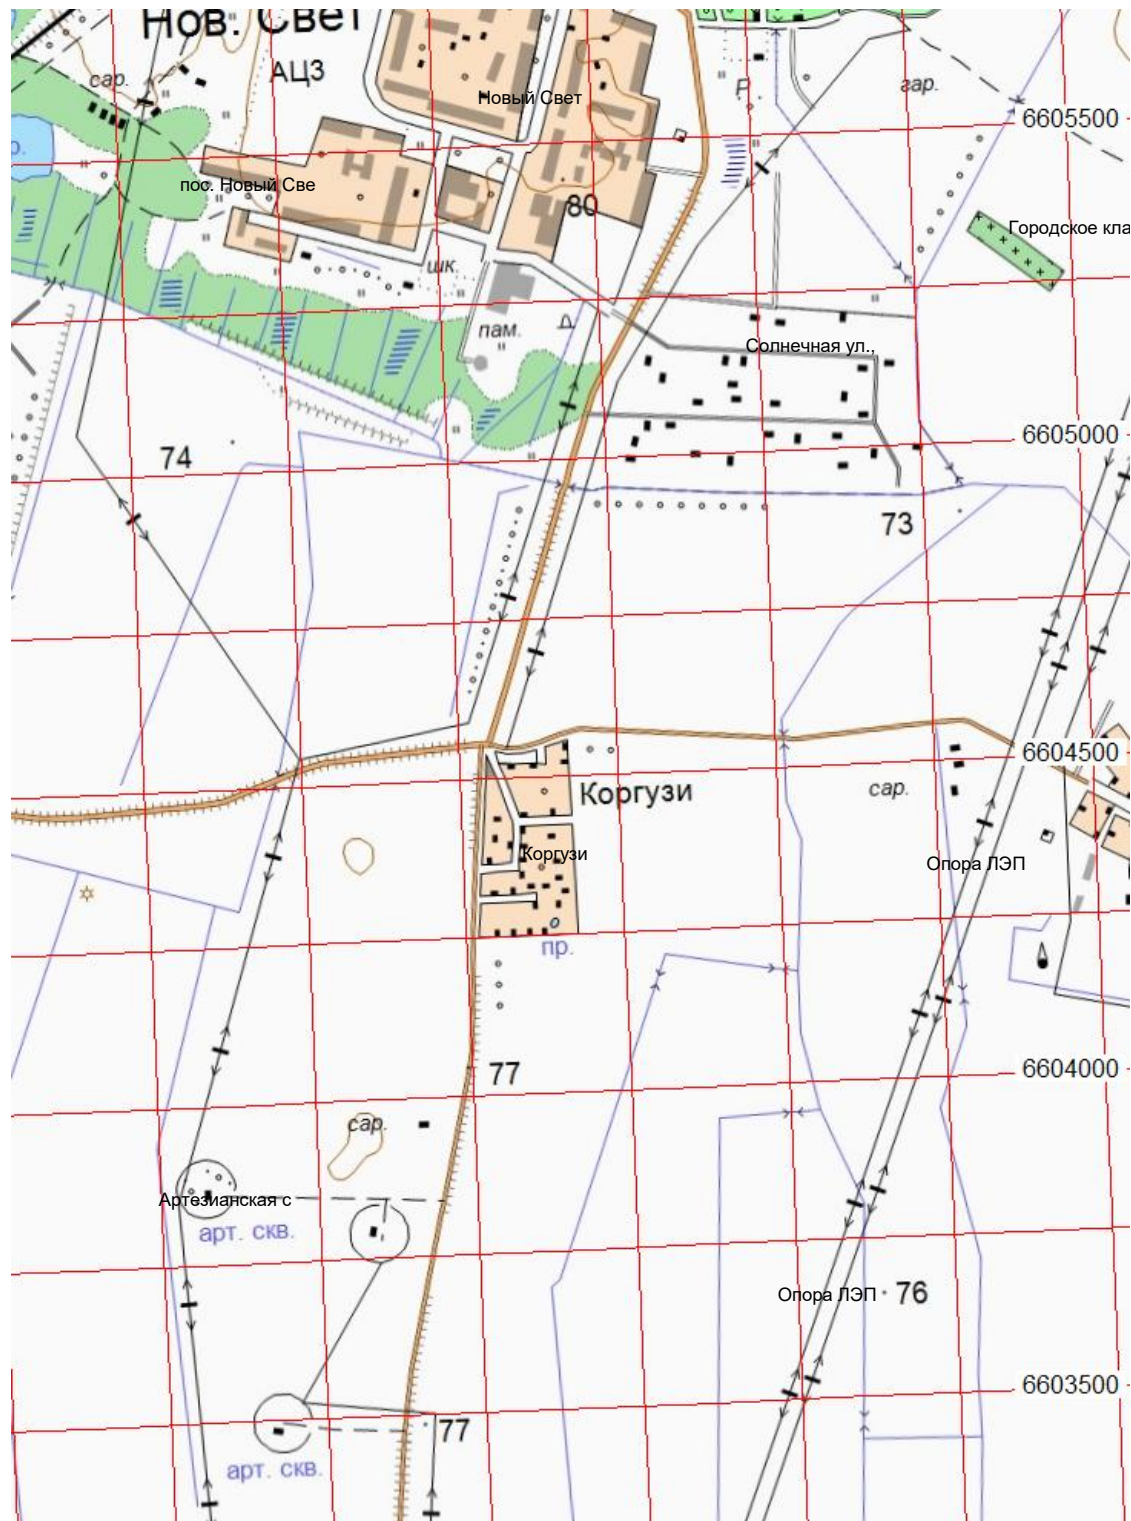 Нов. Свет
АЦЗ
сар.
Новый Свет
Р.
гар.
6605500
р.
пос. Новый Све
80
Городское кла
шк.
пам.
Д
Солнечная ул.,
6605000
74
73
6604500
Коргузи
сар.
Коргузи
Опора ЛЭП
пр.
77
6604000
сар.
Артезианская с
арт. скв.
Опора ЛЭП
76
6603500
77
арт. скв.